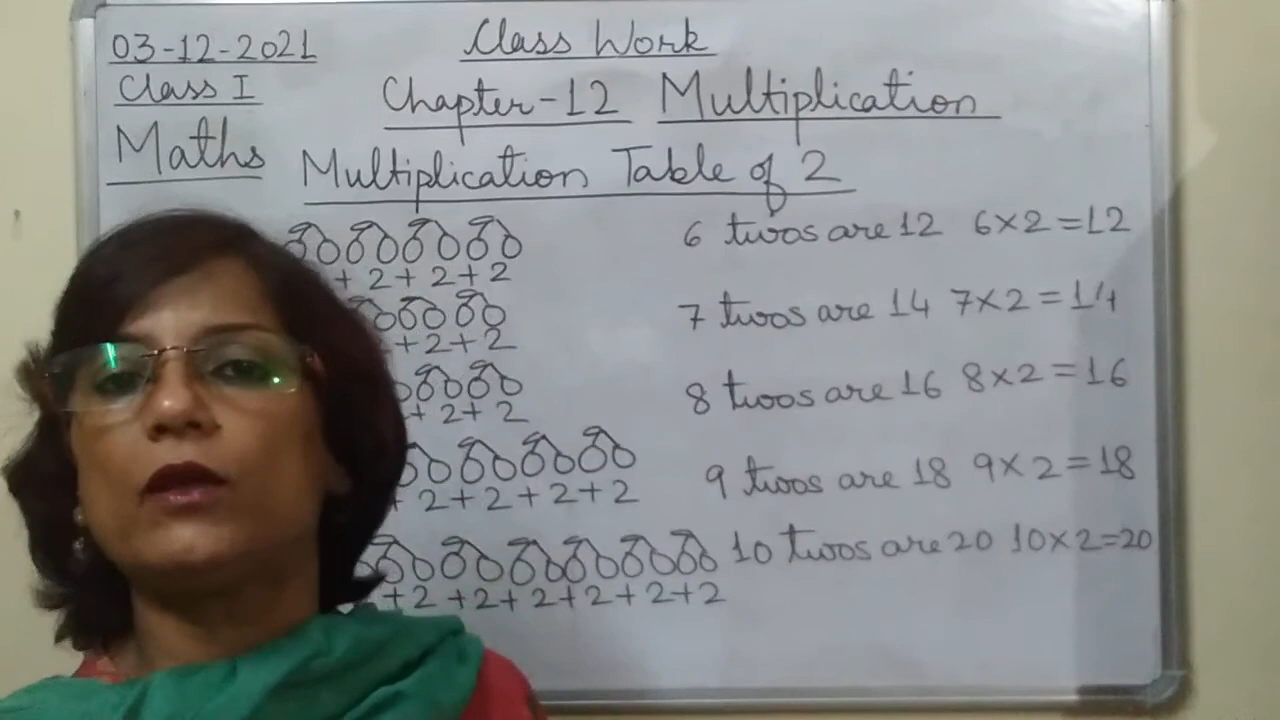 03-12-2021 Class Work
Class I Chapter-12 Multiplication
Maths Multiplication Table of 2
6 twos are 12 6×2=12
+ 2 + 2 + 2
7 twos are 14 7×2=14
+2+2
8 twos are 16 8×2=16
+ 2+ 2
9 twos are 18 9×2=18
+ 2 + 2 + 2 + 2
10 twos are 20 10×2=20
+2 +2+2+2+2+2